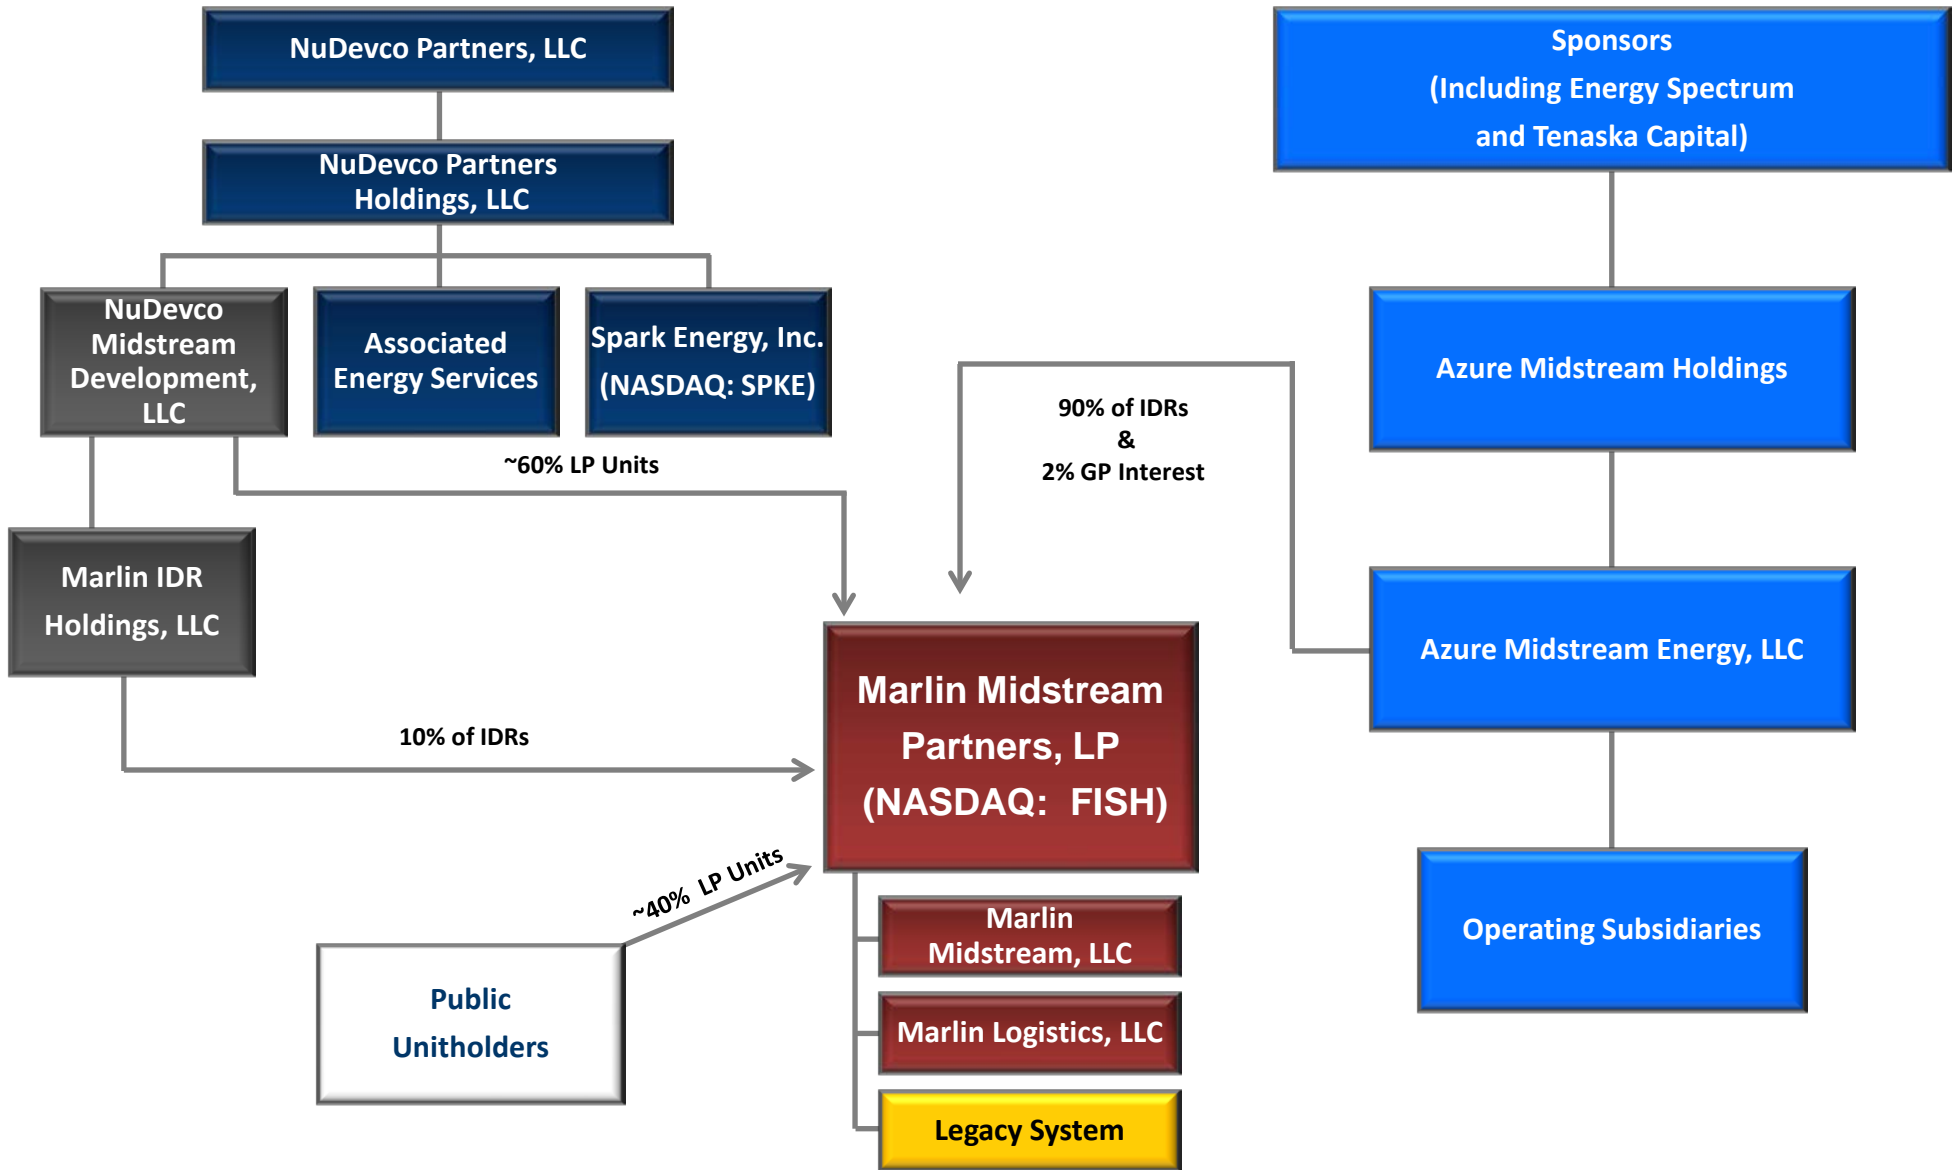 NuDevco Partners, LLC
NuDevco Partners
Holdings, LLC
NuDevco
Midstream
Development,
LLC
Associated
Energy Services
Spark Energy, Inc.
(NASDAQ: SPKE)
~60% LP Units
Marlin IDR
Holdings, LLC
10% of IDRs
~40% LP Units
Public
Unitholders
90% of IDRs
&
2% GP Interest
Marlin Midstream
Partners, LP
(NASDAQ: FISH)
Marlin
Midstream, LLC
Marlin Logistics, LLC
Legacy System
Sponsors
(Including Energy Spectrum
and Tenaska Capital)
Azure Midstream Holdings
Azure Midstream Energy, LLC
Operating Subsidiaries